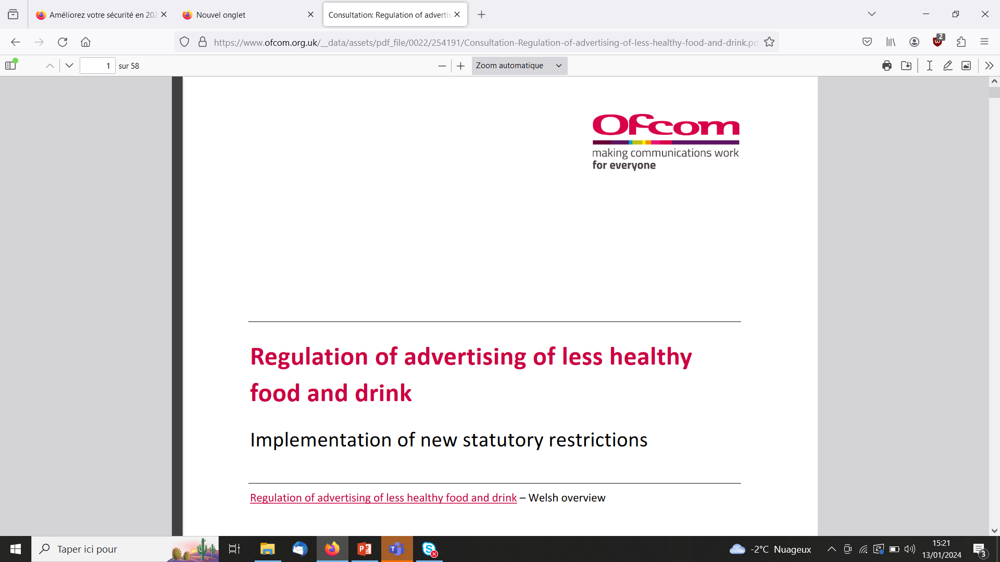 Améliorez votre sécurité en 202
Nouvel onglet
Consultation: Regulation of advertis
https://www.ofcom.org.uk/__data/assets/pdf_file/0022/254191/Consultation-Regulation-of-advertising-of-less-healthy-food-and-drink.pd
2
1 sur 58
Zoom automatique
Ofcom
making communications work
for everyone
Regulation of advertising of less healthy
food and drink
Implementation of new statutory restrictions
Regulation of advertising of less healthy food and drink – Welsh overview
Taper ici pour
-2°C Nuageux
15:21
13/01/2024
3